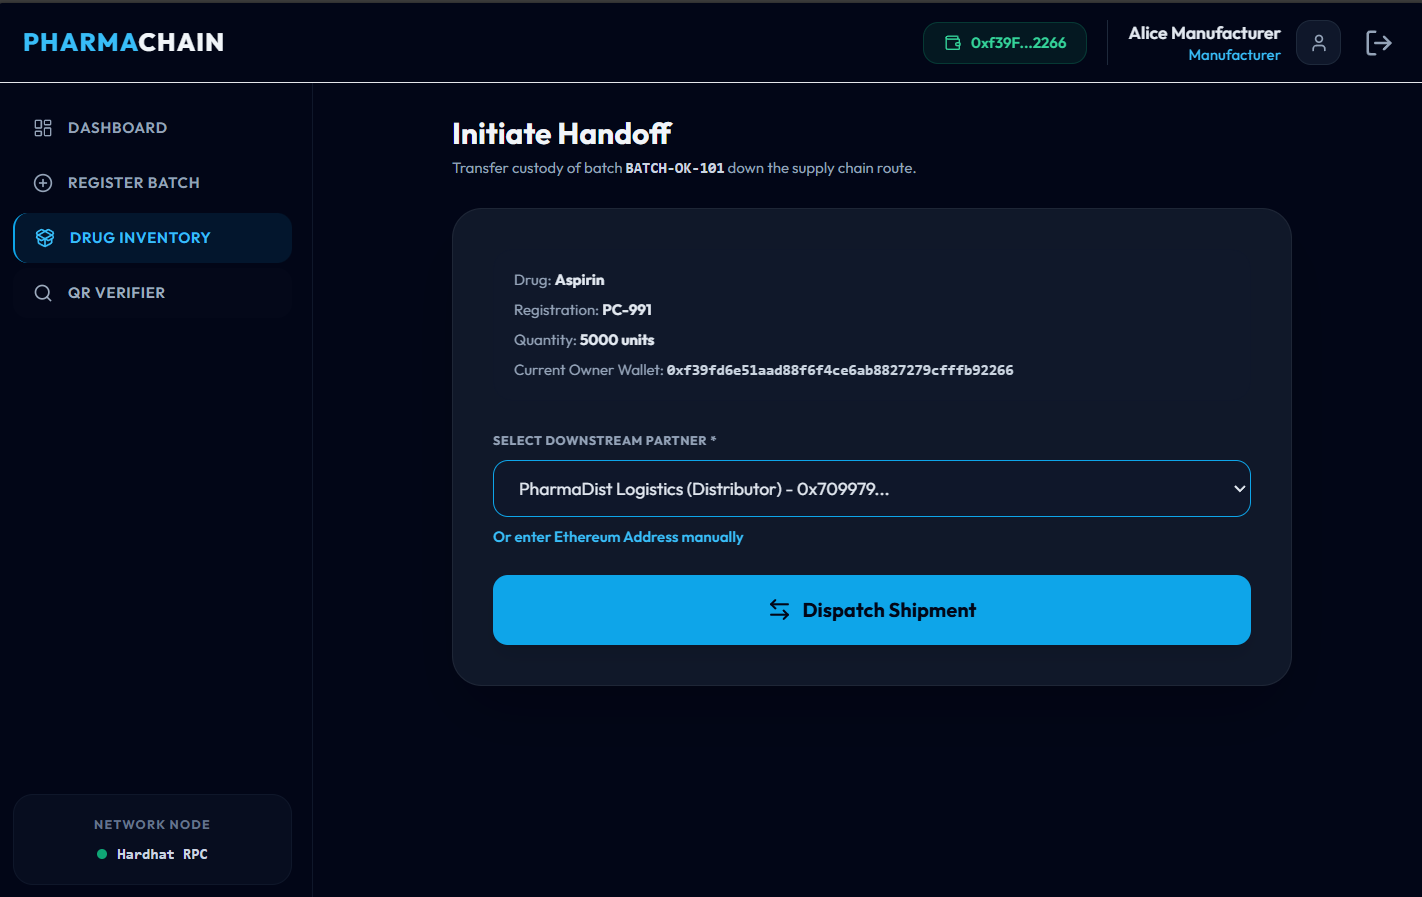 PHARMACHAIN
0xf39F...2266
Alice Manufacturer
Manufacturer
DASHBOARD
REGISTER BATCH
DRUG INVENTORY
QR VERIFIER
Initiate Handoff
Transfer custody of batch BATCH-OK-101 down the supply chain route.
Drug: Aspirin
Registration: PC-991
Quantity: 5000 units
Current Owner Wallet: 0xf39fd6e51aad88f6f4ce6ab8827279cfffb92266
SELECT DOWNSTREAM PARTNER *
PharmaDist Logistics (Distributor) - 0x709979...
Or enter Ethereum Address manually
Dispatch Shipment
NETWORK NODE
Hardhat RPC